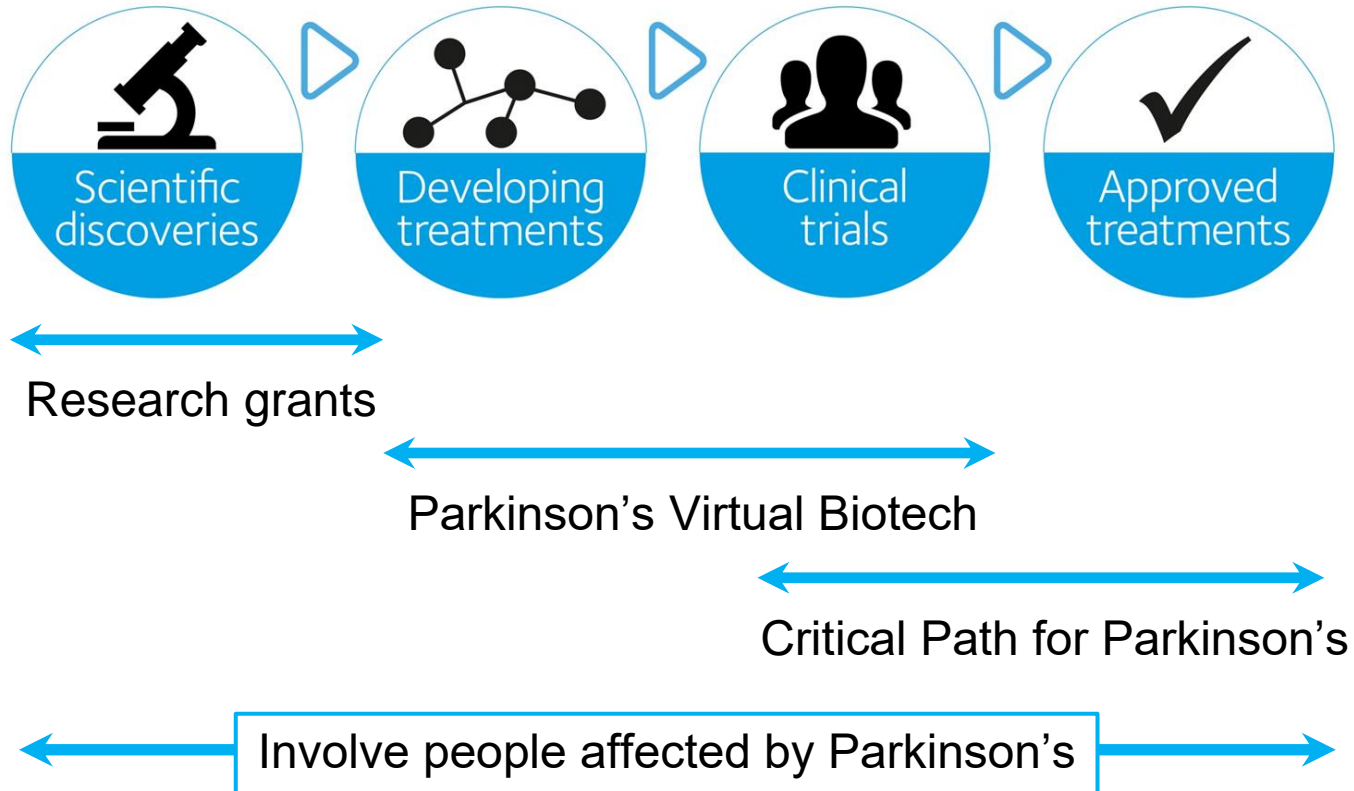 Scientific
discoveries
Developing
treatments
Clinical
trials
Approved
treatments
Research grants
Parkinson’s Virtual Biotech
Critical Path for Parkinson’s
Involve people affected by Parkinson’s